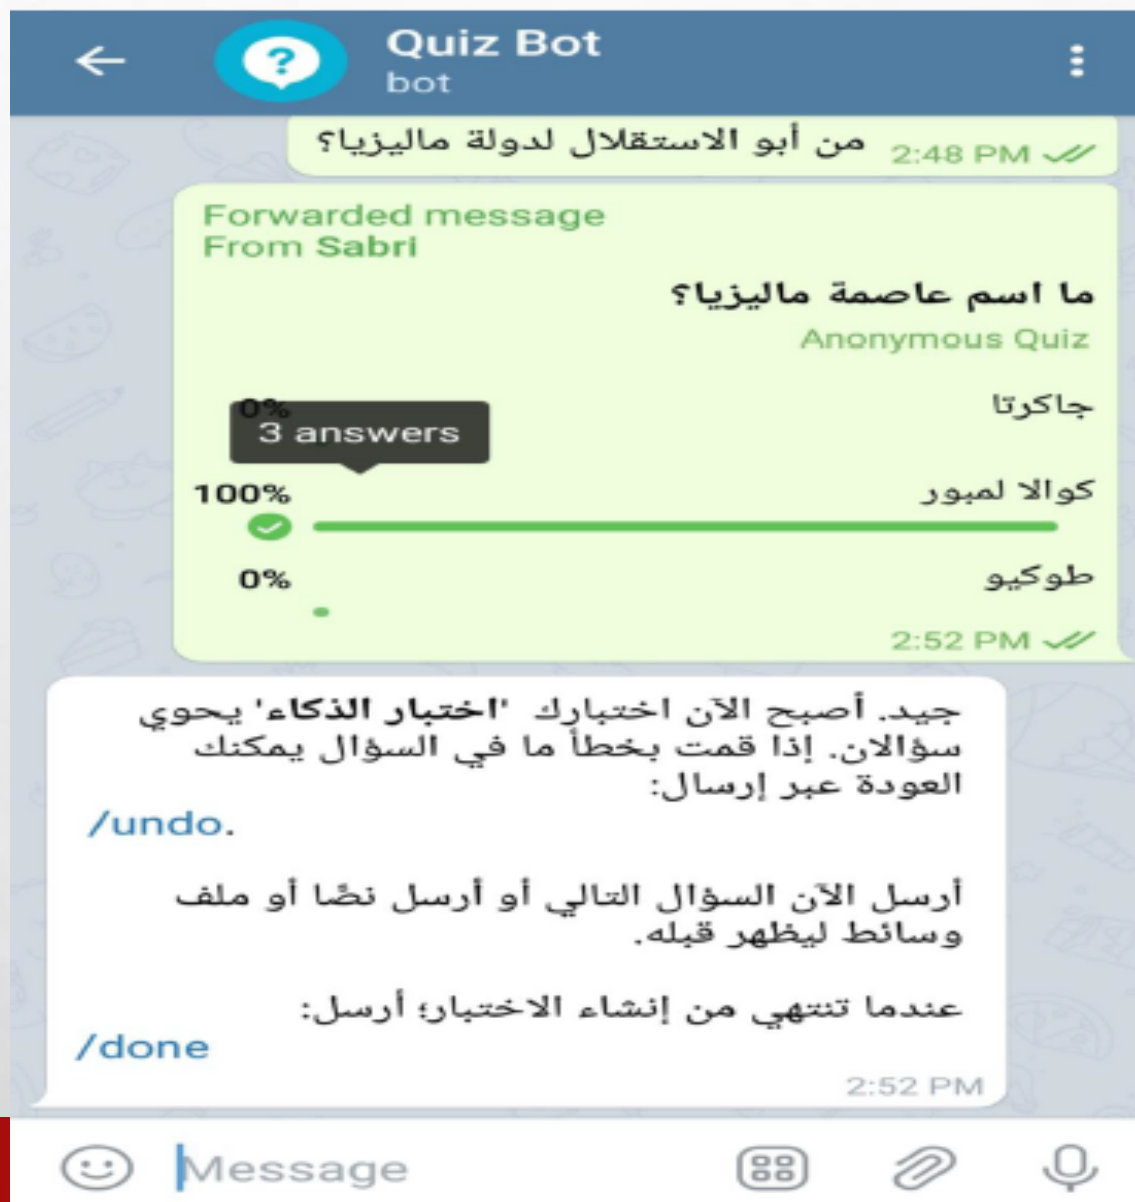 Quiz Bot
bot
من أبو الاستقلال لدولة ماليزيا؟
2:48 PM
Forwarded message
From Sabri
ما اسم عاصمة ماليزيا؟
Anonymous Quiz
جاكرتا
0%
3 answers
كوالا لمبور
100%
طوكيو
0%
2:52 PM
جيد. أصبح الآن اختبارك 'اختبار الذكاء' يحوي
سؤالان. إذا قمت بخطأ ما في السؤال يمكنك
العودة عبر إرسال:
/undo.
أرسل الآن السؤال التالي أو أرسل نصًّا أو ملف
وسائط ليظهر قبله.
عندما تنتهي من إنشاء الاختبار؛ أرسل:
/done
2:52 PM
Message